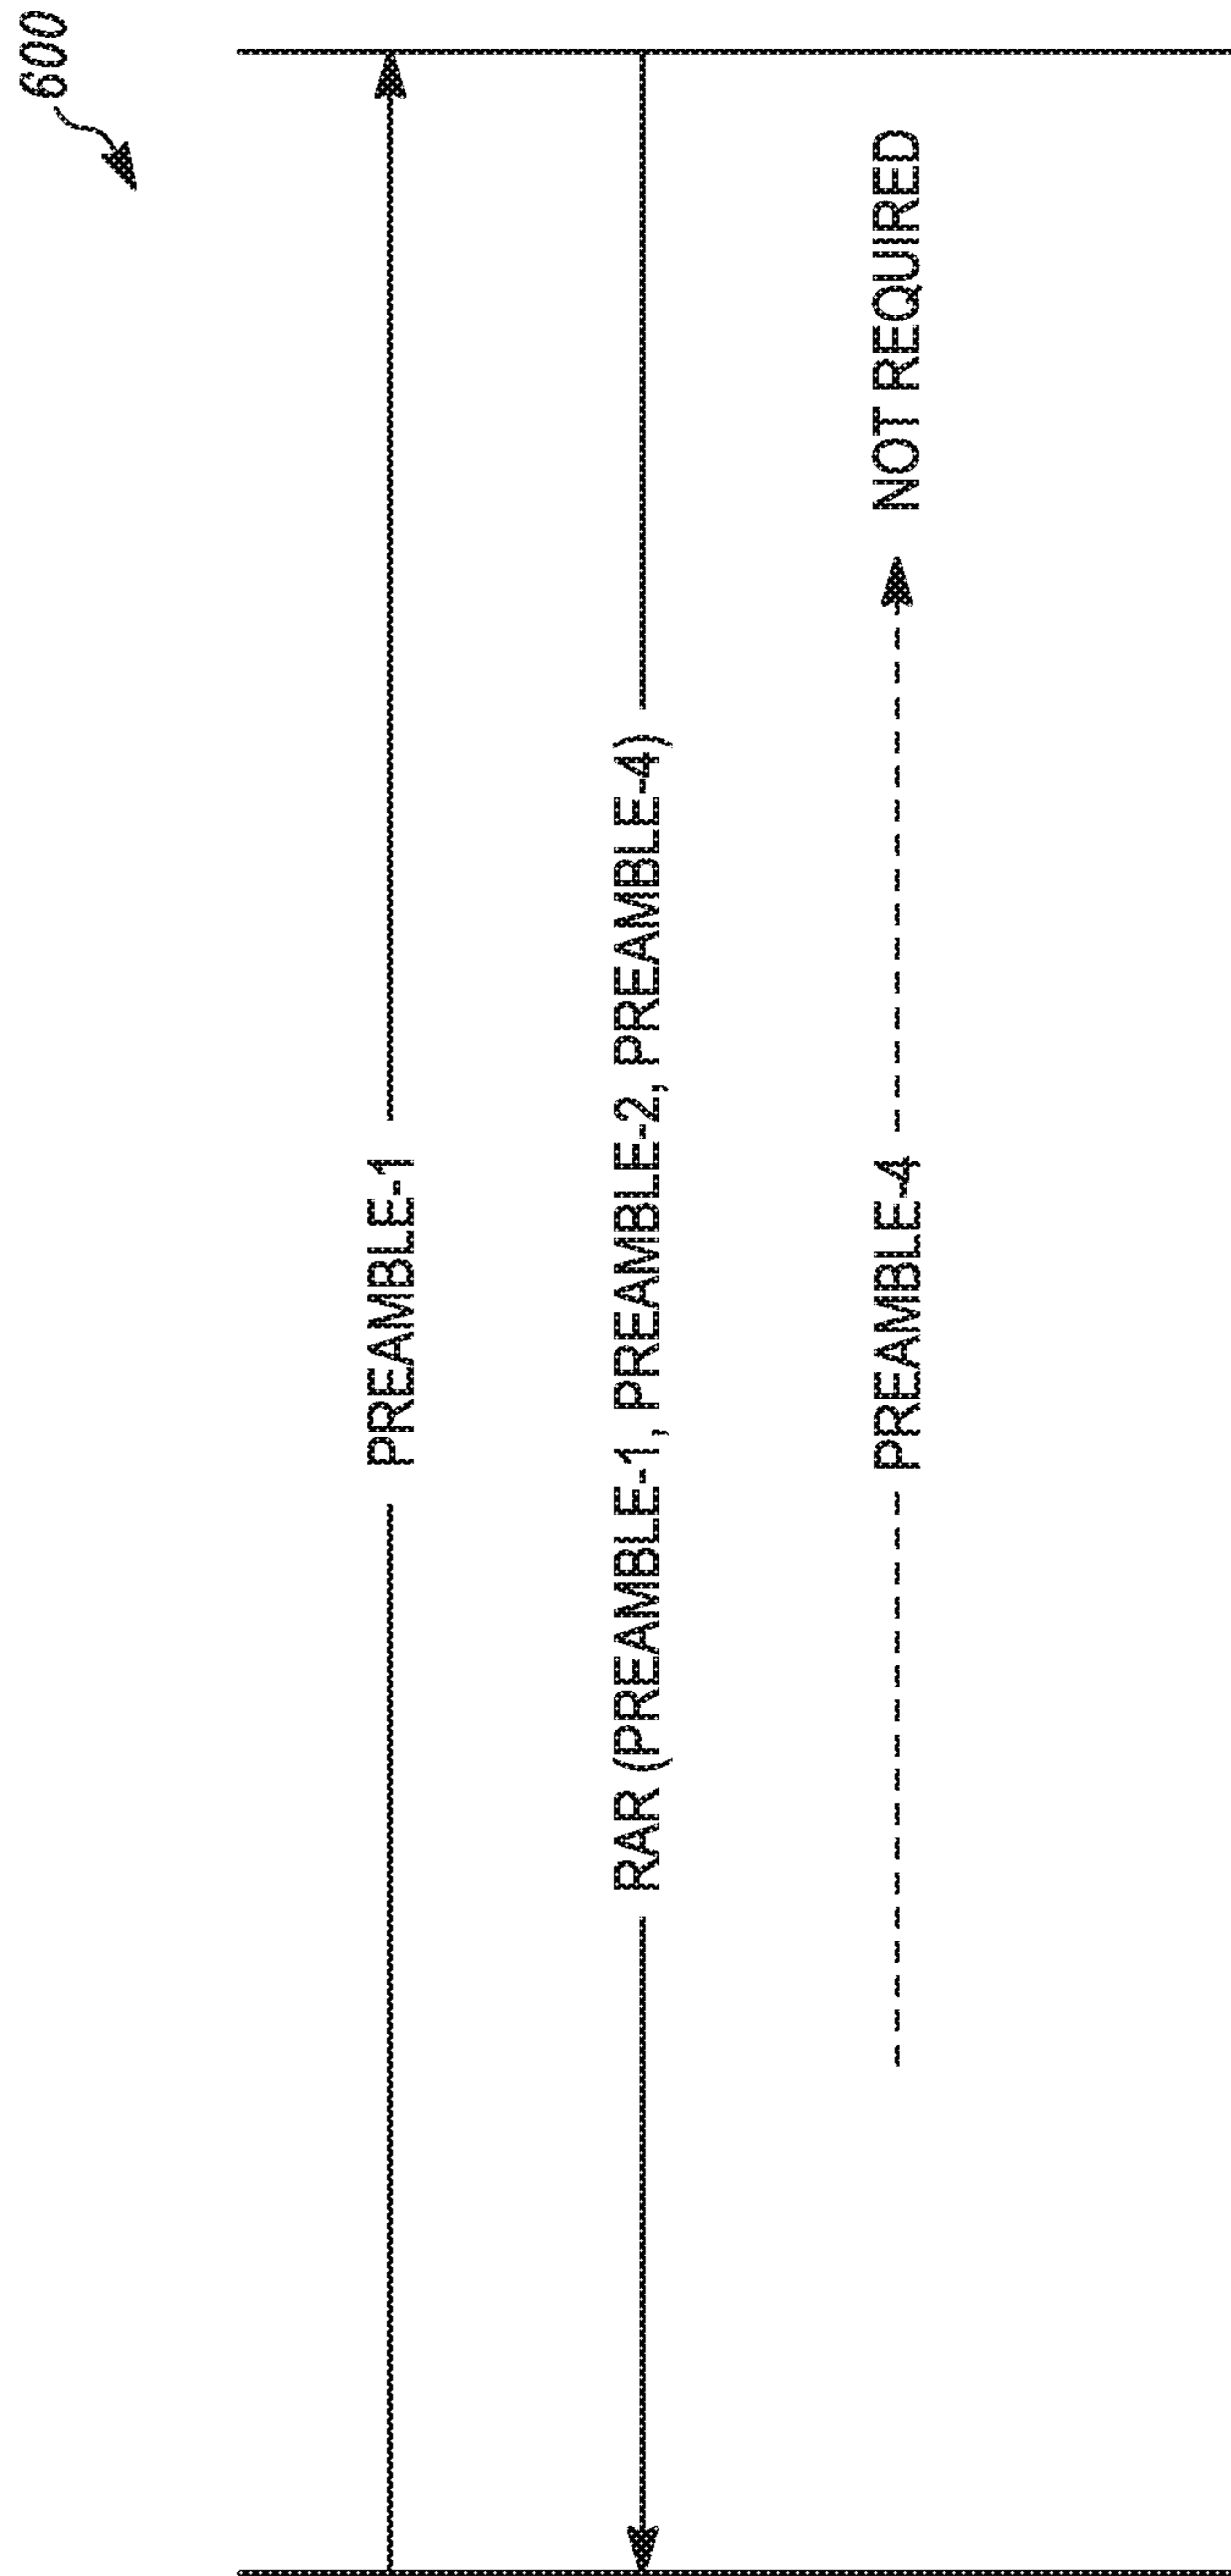 600
PREAMBLE-1
RAR (PREAMBLE-1, PREAMBLE-2, PREAMBLE-4)
PREAMBLE-4
NOT REQUIRED